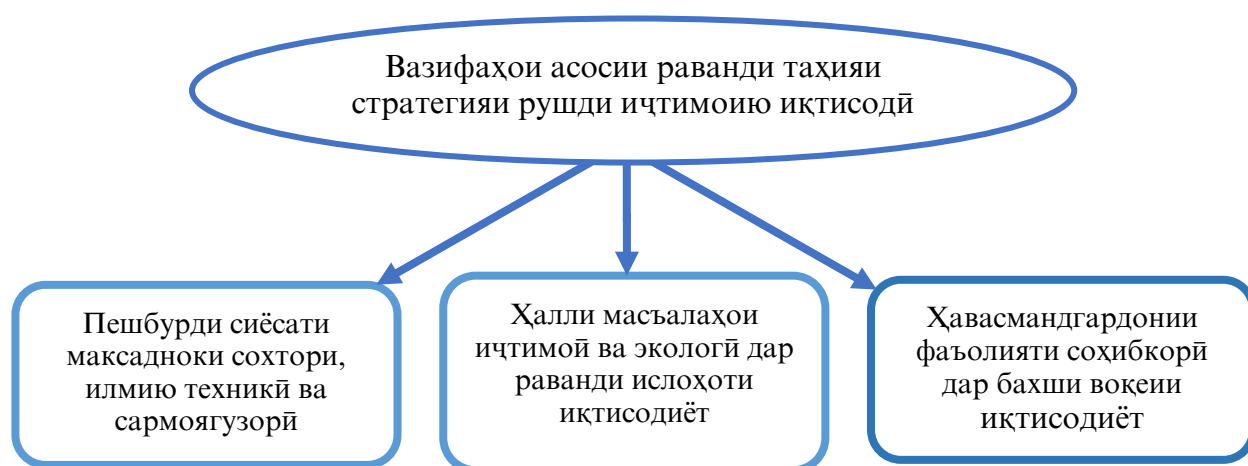 Вазифаҳои асосии раванди таҳияи
стратегияи рушди иҷтимоию иқтисодӣ
Пешбурди сиёсати
максадноки сохтори,
илмию техникӣ ва
сармоягузорӣ
Ҳалли масъалаҳои
иҷтимоӣ ва экологӣ дар
раванди ислоҳоти
иқтисодиёт
Ҳавасмандгардонии
фаъолияти соҳибкорӣ
дар бахши воқеии
иқтисодиёт